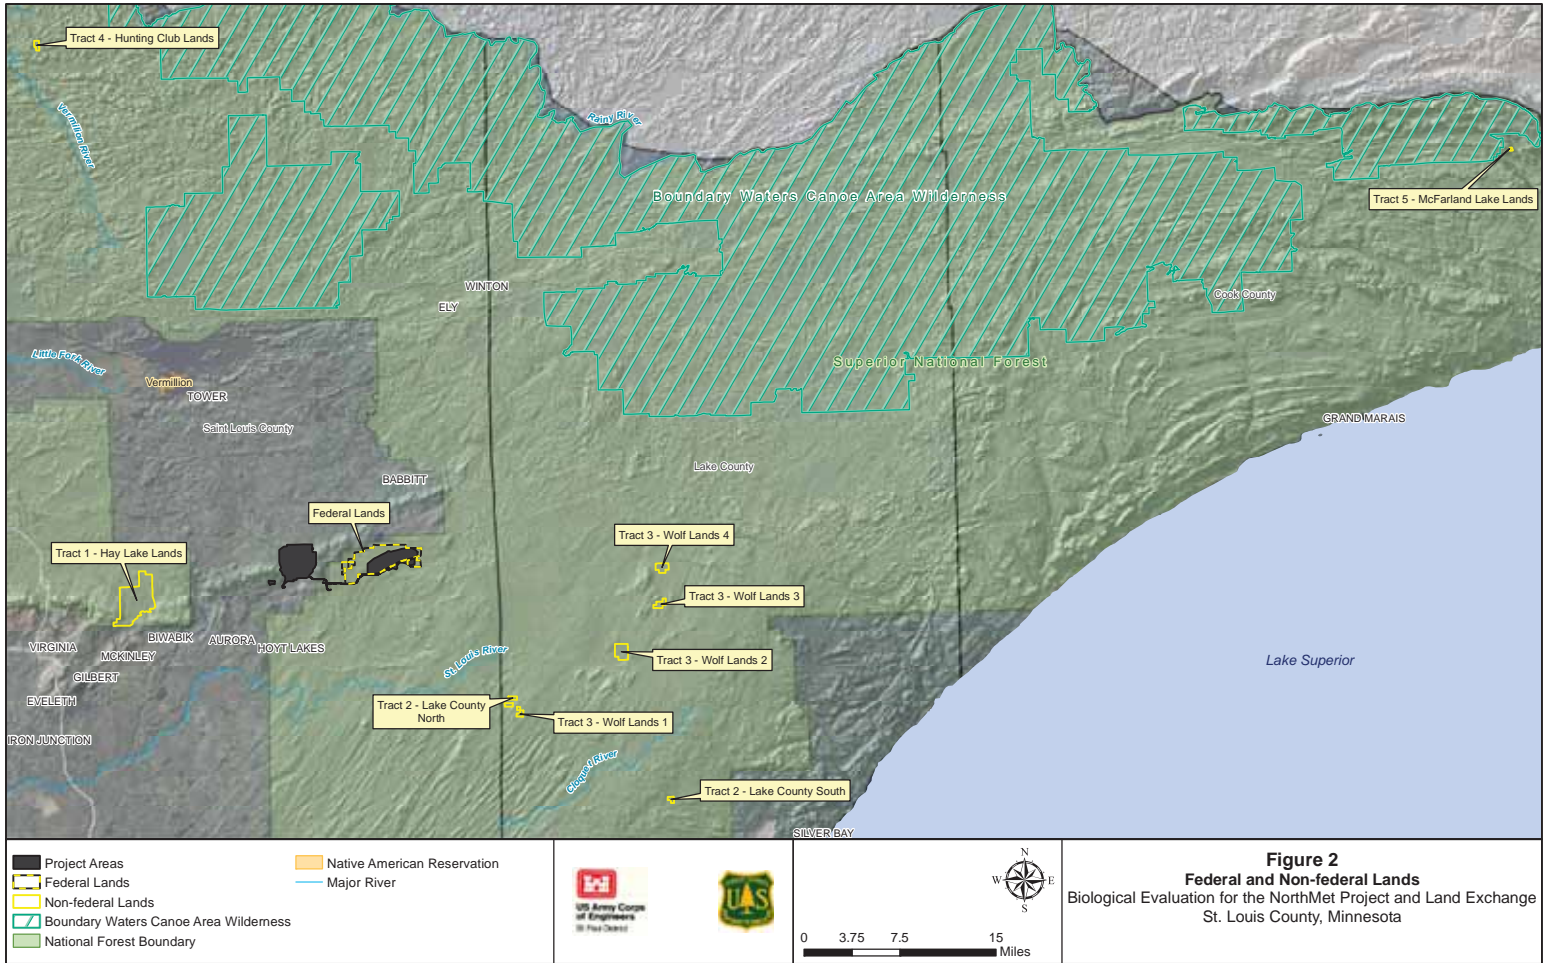 Tract 4 - Hunting Club Lands
Vermilion River
Rainy River
Boundary Waters Canoe Area Wilderness
Tract 5 - McFarland Lake Lands
WINTON
ELY
Cook County
Little Fork River
Vermillion
TOWER
Superior National Forest
Saint Louis County
GRAND MARAIS
Lake County
BABBITT
Federal Lands
Tract 1 - Hay Lake Lands
Tract 3 - Wolf Lands 4
Tract 3 - Wolf Lands 3
VIRGINIA
BIWABIK
AURORA
HOYT LAKES
MCKINLEY
GILBERT
St. Louis River
Tract 3 - Wolf Lands 2
Lake Superior
EVELETH
Tract 2 - Lake County
North
Tract 3 - Wolf Lands 1
IRON JUNCTION
Cloquet River
Tract 2 - Lake County South
SILVER BAY
Project Areas
Federal Lands
Non-federal Lands
Boundary Waters Canoe Area Wilderness
National Forest Boundary
Native American Reservation
Major River
US Army Corps
of Engineers
UAS
N
W E
S
0 3.75 7.5 15
Miles
Figure 2
Federal and Non-federal Lands
Biological Evaluation for the NorthMet Project and Land Exchange
St. Louis County, Minnesota